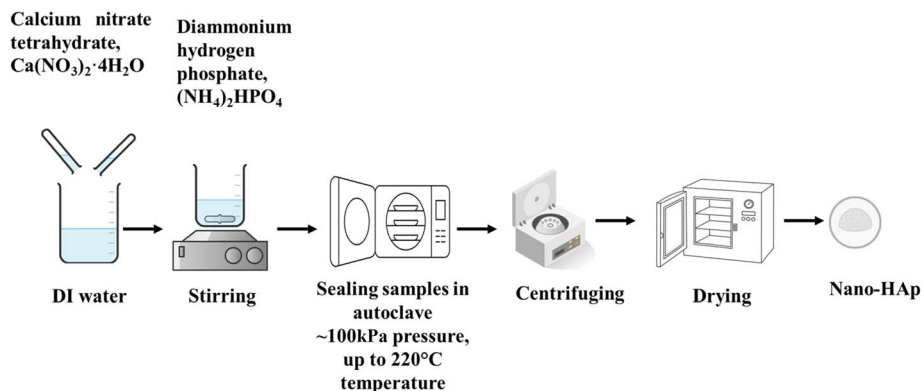 Calcium nitrate
tetrahydrate,
Ca(NO₃)₂·4H₂O
Diammonium
hydrogen
phosphate,
(NH₄)₂HPO₄
DI water
Stirring
Sealing samples in
autoclave
~100kPa pressure,
up to 220°C
temperature
Centrifuging
Drying
Nano-HAp